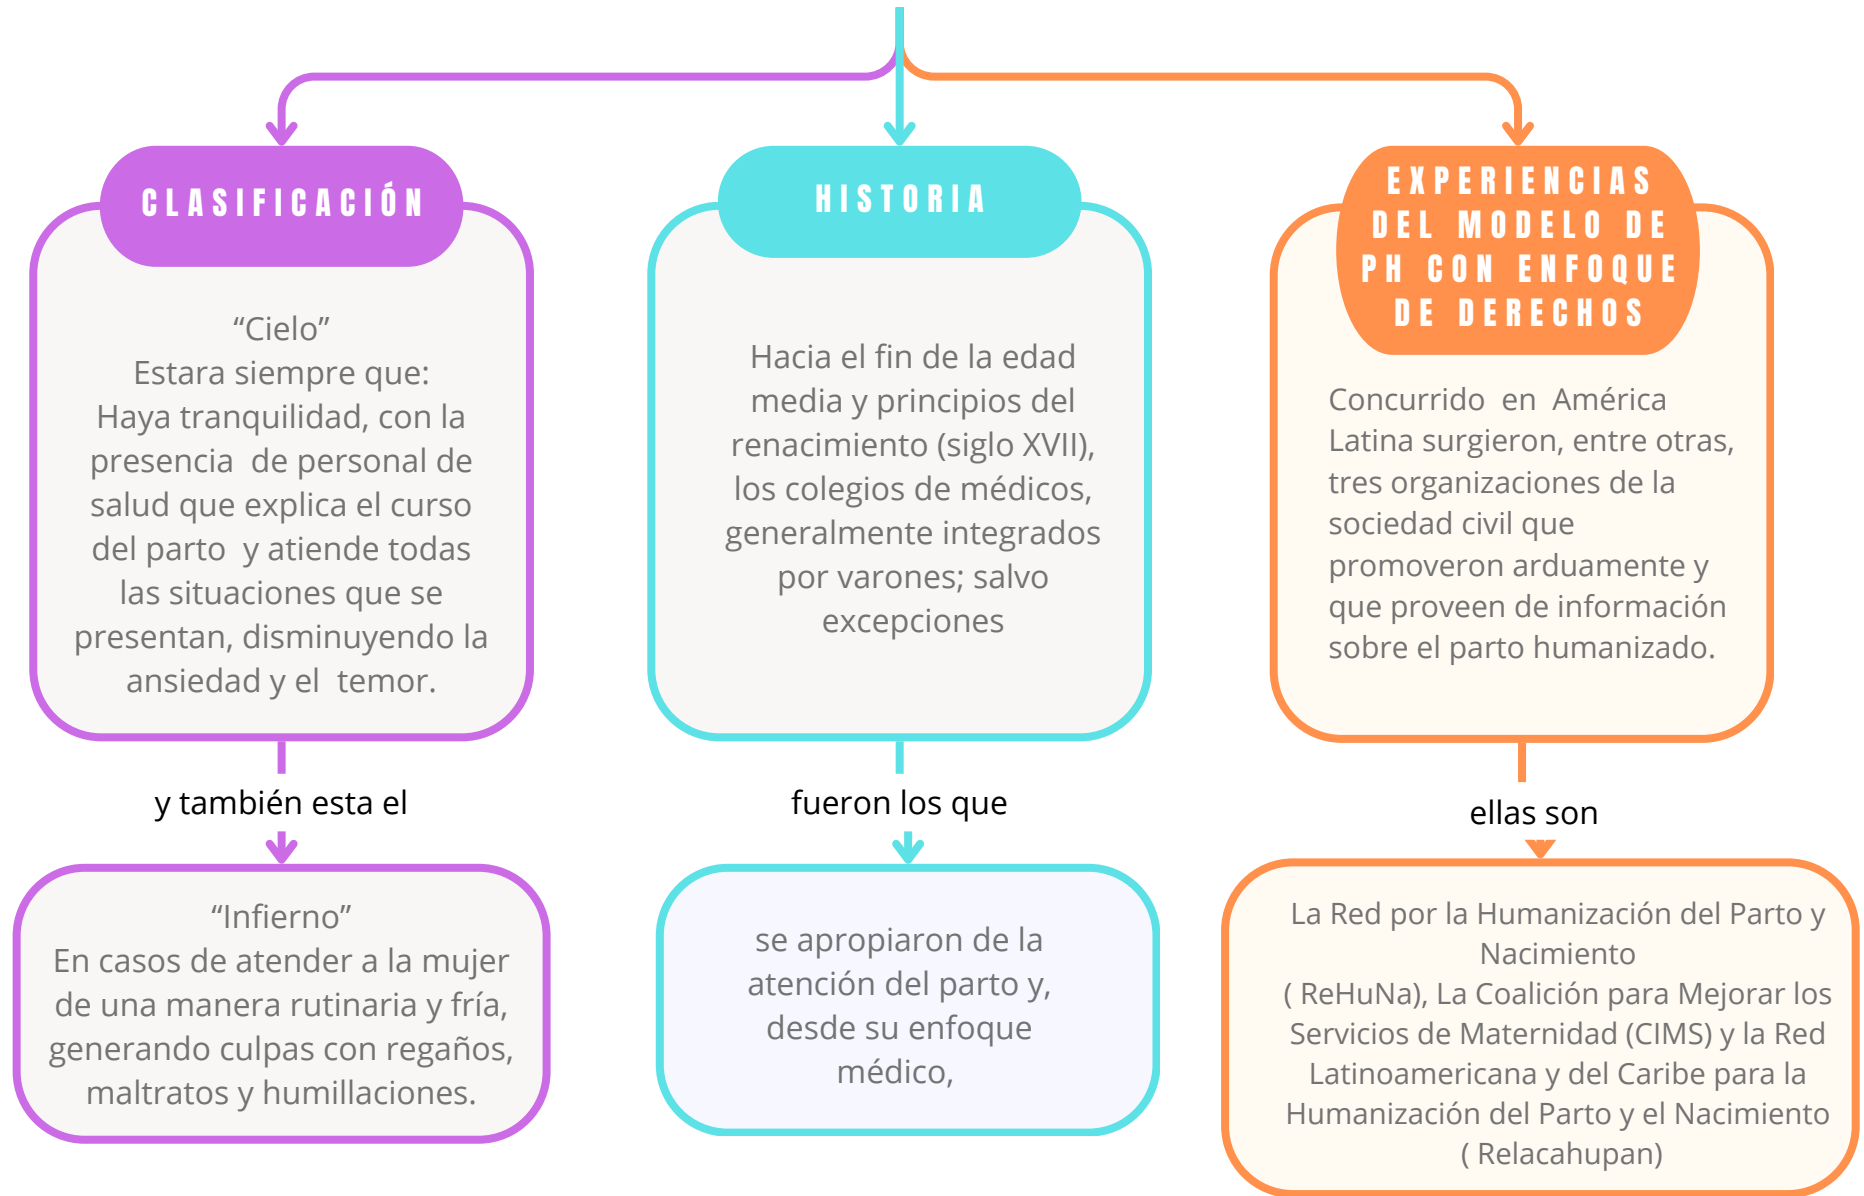 CLASIFICACIÓN
“Cielo”
Estara siempre que:
Haya tranquilidad, con la
presencia de personal de
salud que explica el curso
del parto y atiende todas
las situaciones que se
presentan, disminuyendo la
ansiedad y el temor.
y también esta el
“Infierno”
En casos de atender a la mujer
de una manera rutinaria y fría,
generando culpas con regaños,
maltratos y humillaciones.
HISTORIA
Hacia el fin de la edad
media y principios del
renacimiento (siglo XVII),
los colegios de médicos,
generalmente integrados
por varones; salvo
excepciones
fueron los que
se apropiaron de la
atención del parto y,
desde su enfoque
médico,
EXPERIENCIAS
DEL MODELO DE
PH CON ENFOQUE
DE DERECHOS
Concurrido en América
Latina surgieron, entre otras,
tres organizaciones de la
sociedad civil que
promoveron arduamente y
que proveen de información
sobre el parto humanizado.
ellas son
La Red por la Humanización del Parto y
Nacimiento
( ReHuNa), La Coalición para Mejorar los
Servicios de Maternidad (CIMS) y la Red
Latinoamericana y del Caribe para la
Humanización del Parto y el Nacimiento
( Relacahupan)